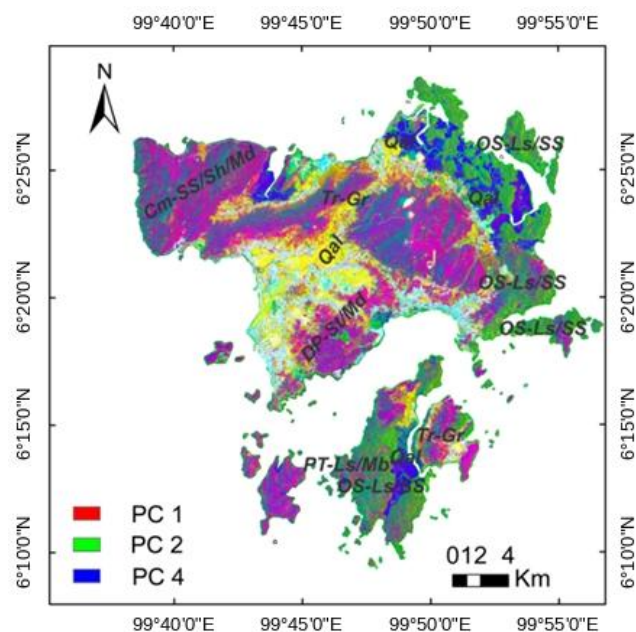 99°40'0"E 99°45'0"E 99°50'0"E 99°55'0"E
N
6°25'0"N 6°25'0"N
6°20'0"N 6°20'0"N
6°15'0"N 6°15'0"N
6°10'0"N 6°10'0"N
Qal
OS-Ls/SS
Cm-SS/Sh/Md
Tr-Gr
Qal
Qal
OS-Ls/SS
OS-Ls/SS
DP-St/Md
Tr-Gr
PT-Ls/Mb
Qal
OS-Ls/SS
PC 1
PC 2
PC 4
012 4
Km
99°40'0"E 99°45'0"E 99°50'0"E 99°55'0"E